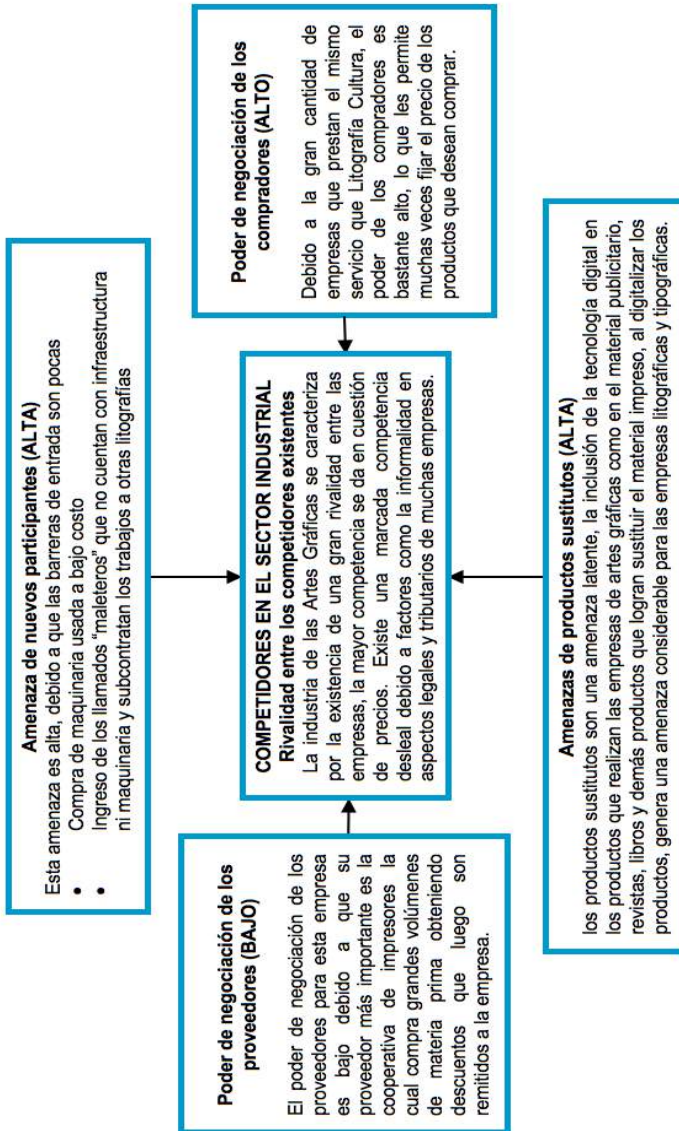 Amenaza de nuevos participantes (ALTA)
Esta amenaza es alta, debido a que las barreras de entrada son pocas
• Compra de maquinaria usada a bajo costo
• Ingreso de los llamados “maleteros” que no cuentan con infraestructura
ni maquinaria y subcontratan los trabajos a otras litografías
Poder de negociación de los
proveedores (BAJO)
El poder de negociación de los
proveedores para esta empresa
es bajo debido a que su
proveedor más importante es la
cooperativa de impresores la
cual compra grandes volúmenes
de materia prima obteniendo
descuentos que luego son
remitidos a la empresa.
COMPETIDORES EN EL SECTOR INDUSTRIAL
Rivalidad entre los competidores existentes
La industria de las Artes Gráficas se caracteriza
por la existencia de una gran rivalidad entre las
empresas, la mayor competencia se da en cuestión
de precios. Existe una marcada competencia
desleal debido a factores como la informalidad en
aspectos legales y tributarios de muchas empresas.
Poder de negociación de los
compradores (ALTO)
Debido a la gran cantidad de
empresas que prestan el mismo
servicio que Litografía Cultura, el
poder de los compradores es
bastante alto, lo que les permite
muchas veces fijar el precio de los
productos que desean comprar.
Amenazas de productos sustitutos (ALTA)
los productos sustitutos son una amenaza latente, la inclusión de la tecnología digital en
los productos que realizan las empresas de artes gráficas como en el material publicitario,
revistas, libros y demás productos que logran sustituir el material impreso, al digitalizar los
productos, genera una amenaza considerable para las empresas litográficas y tipográficas.